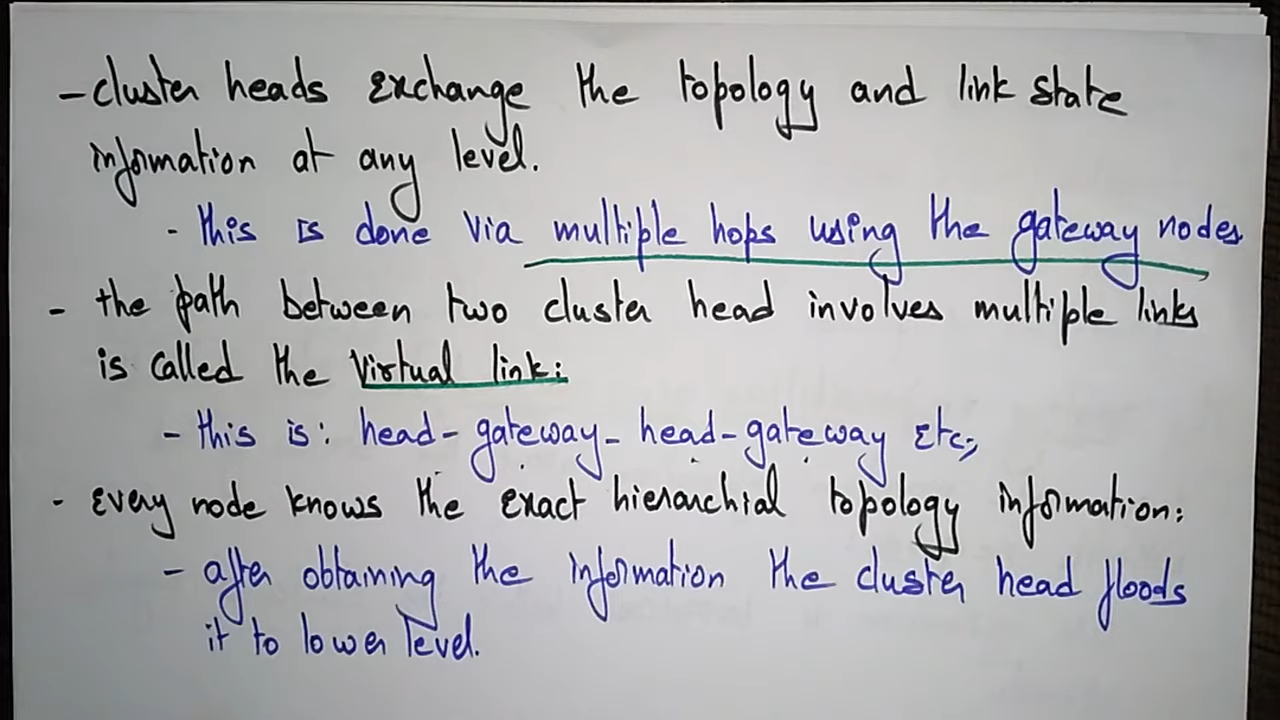 - cluster heads exchange the topology and link state
information at any level.
- this is done via multiple hops using the gateway nodes
- the path between two cluster head involves multiple links
is called the virtual link:
- this is: head- gateway- head-gateway etc;
- every node knows the exact hierarchial topology information:
- after obtaining the information the cluster head floods
it to lower level.